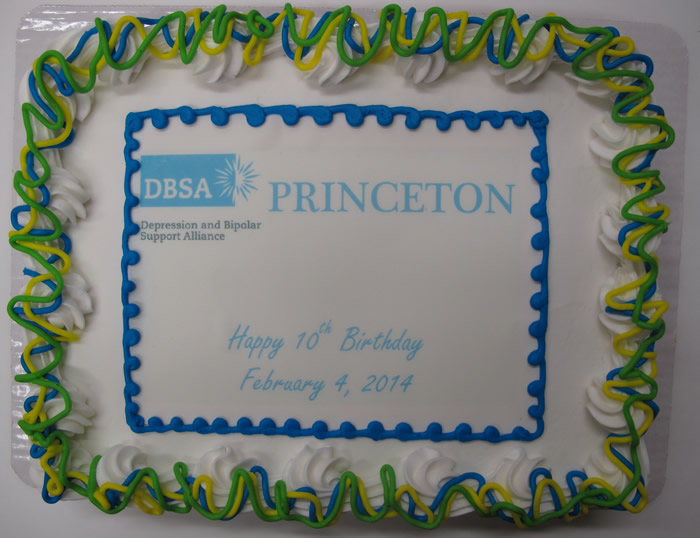 DBSA PRINCETON
Depression and Bipolar
Support Alliance
Happy 10th Birthday
February 4, 2014